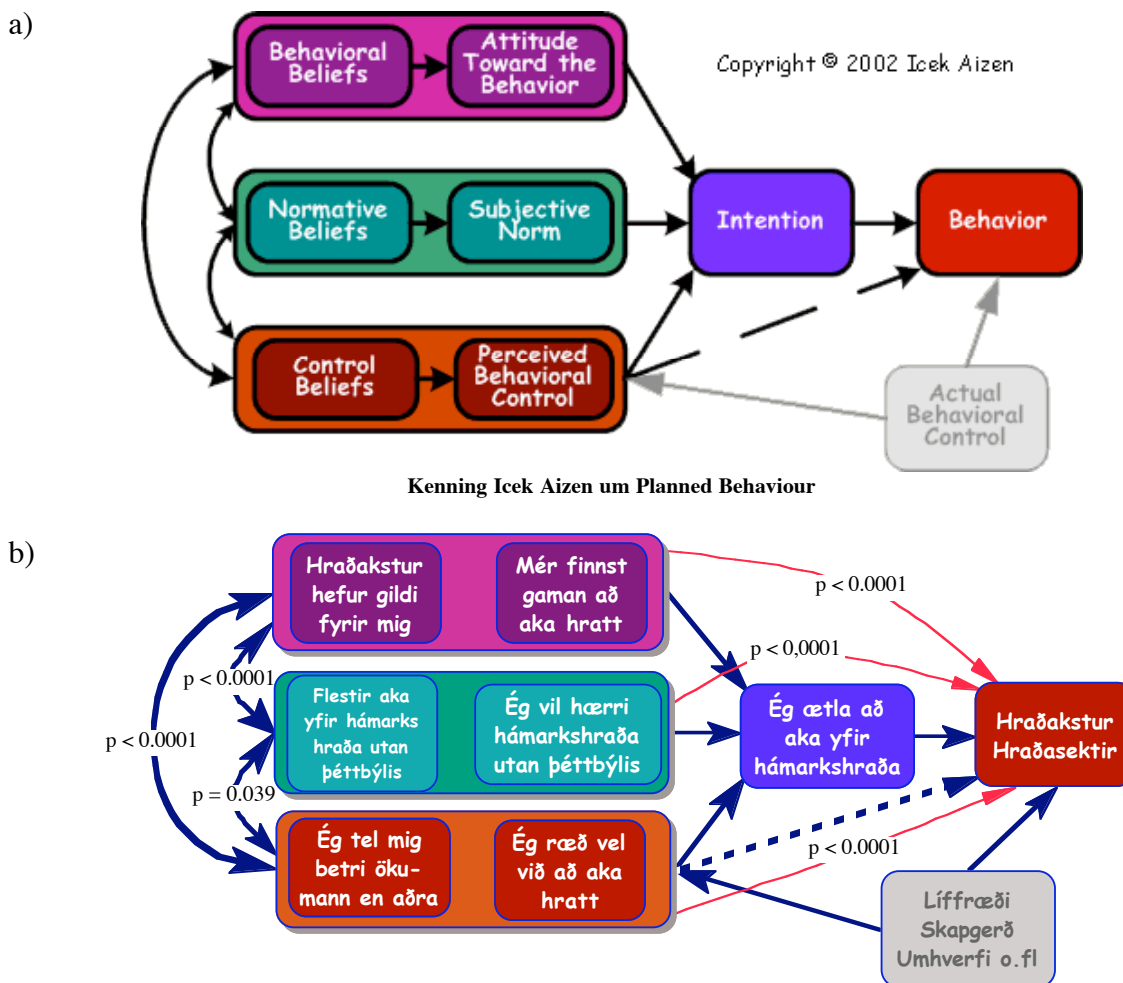 a)
Behavioral
Beliefs
Attitude
Toward the
Behavior
Copyright © 2002 Icek Aizen
Normative
Beliefs
Subjective
Norm
Intention
Behavior
Control
Beliefs
Perceived
Behavioral
Control
Actual
Behavioral
Control
Kenning Icek Aizen um Planned Behaviour
b)
Hraðakstur
hefur gildi
fyrir mig
Mér finnst
gaman að
aka hratt
p < 0.0001
p < 0,0001
p < 0.0001
Flestir aka
yfir hámarks
hraða utan
þéttbýlis
Ég vil hærri
hámarkshraða
utan þéttbýlis
Ég ætla að
aka yfir
hámarkshraða
Hraðakstur
Hraðasektir
p < 0.0001
p = 0.039
Ég tel mig
betri öku-
mann en aðra
Ég ræð vel
við að aka
hratt
p < 0.0001
Líffræði
Skapgerð
Umhverfi o.fl